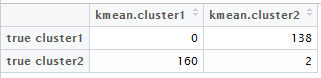 kmean.cluster1 kmean.cluster2
true cluster1 0 138
true cluster2 160 2